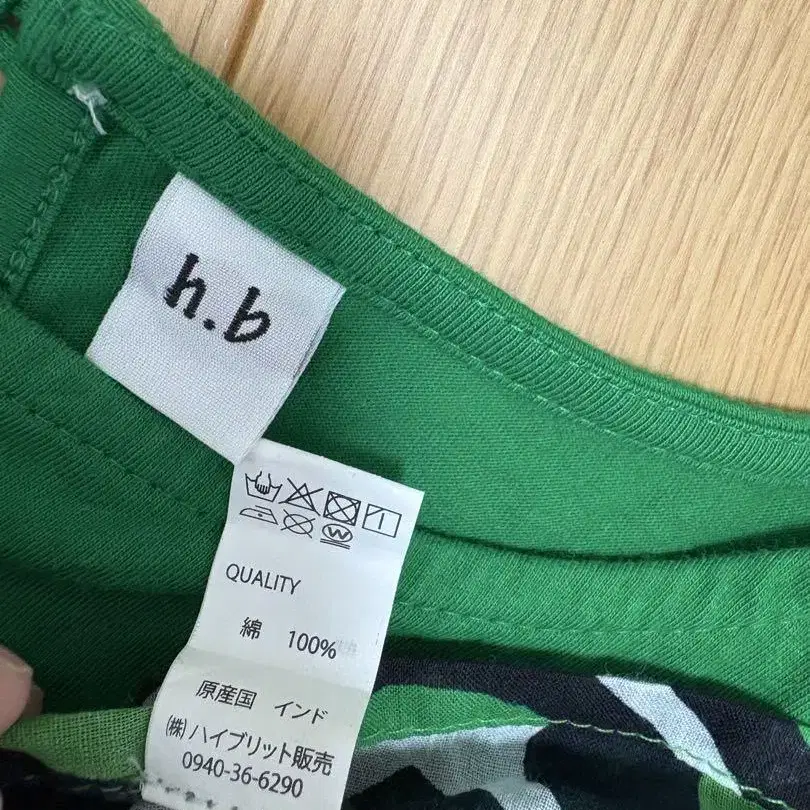 h.b
QUALITY
綿 100%
原産国 インド
㈱ハイブリット販売
0940-36-6290